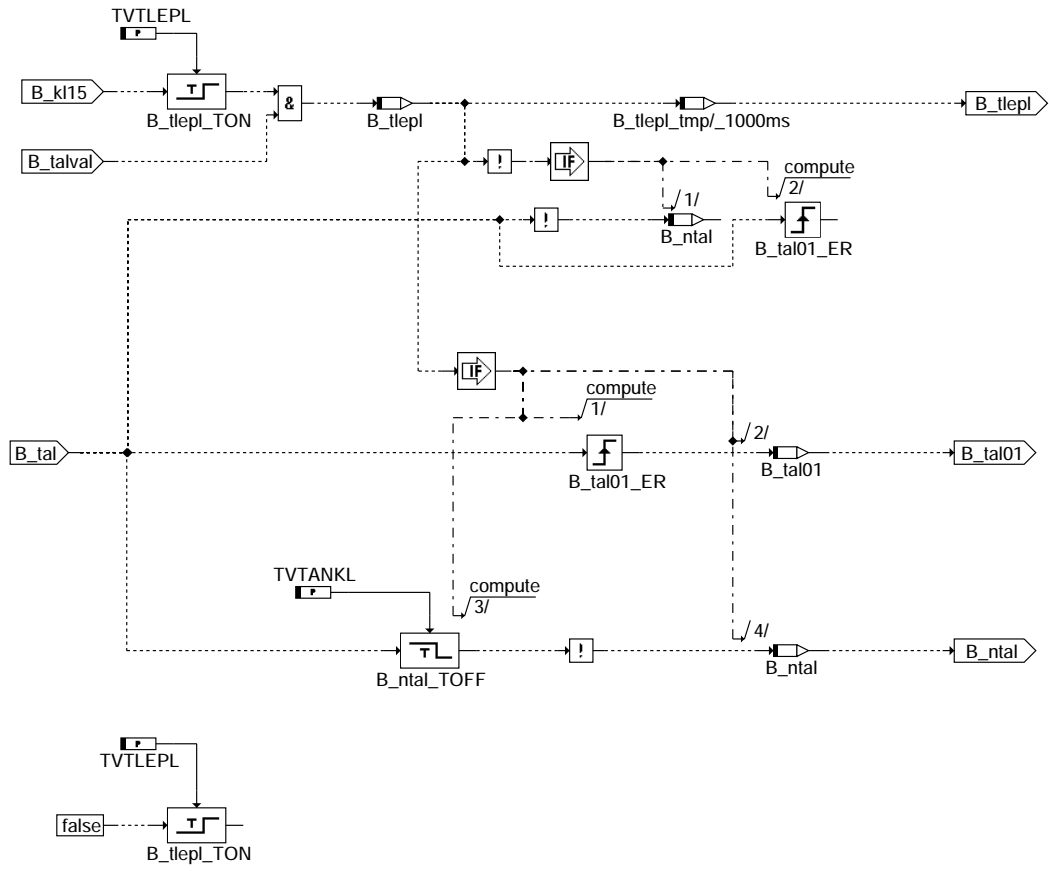 TVTLEPL
P
B_kl15
T
B_tlepl_TON
&
B_tlepl
B_tlepl_tmp/_1000ms
B_tlepl
B_talval
!
IF
compute
2/
1/
!
B_ntal
B_tal01_ER
IF
compute
1/
2/
B_tal
B_tal01_ER
B_tal01
B_tal01
TVTANKL
P
compute
3/
4/
T
B_ntal_TOFF
!
B_ntal
B_ntal
P
TVTLEPL
false
T
B_tlepl_TON